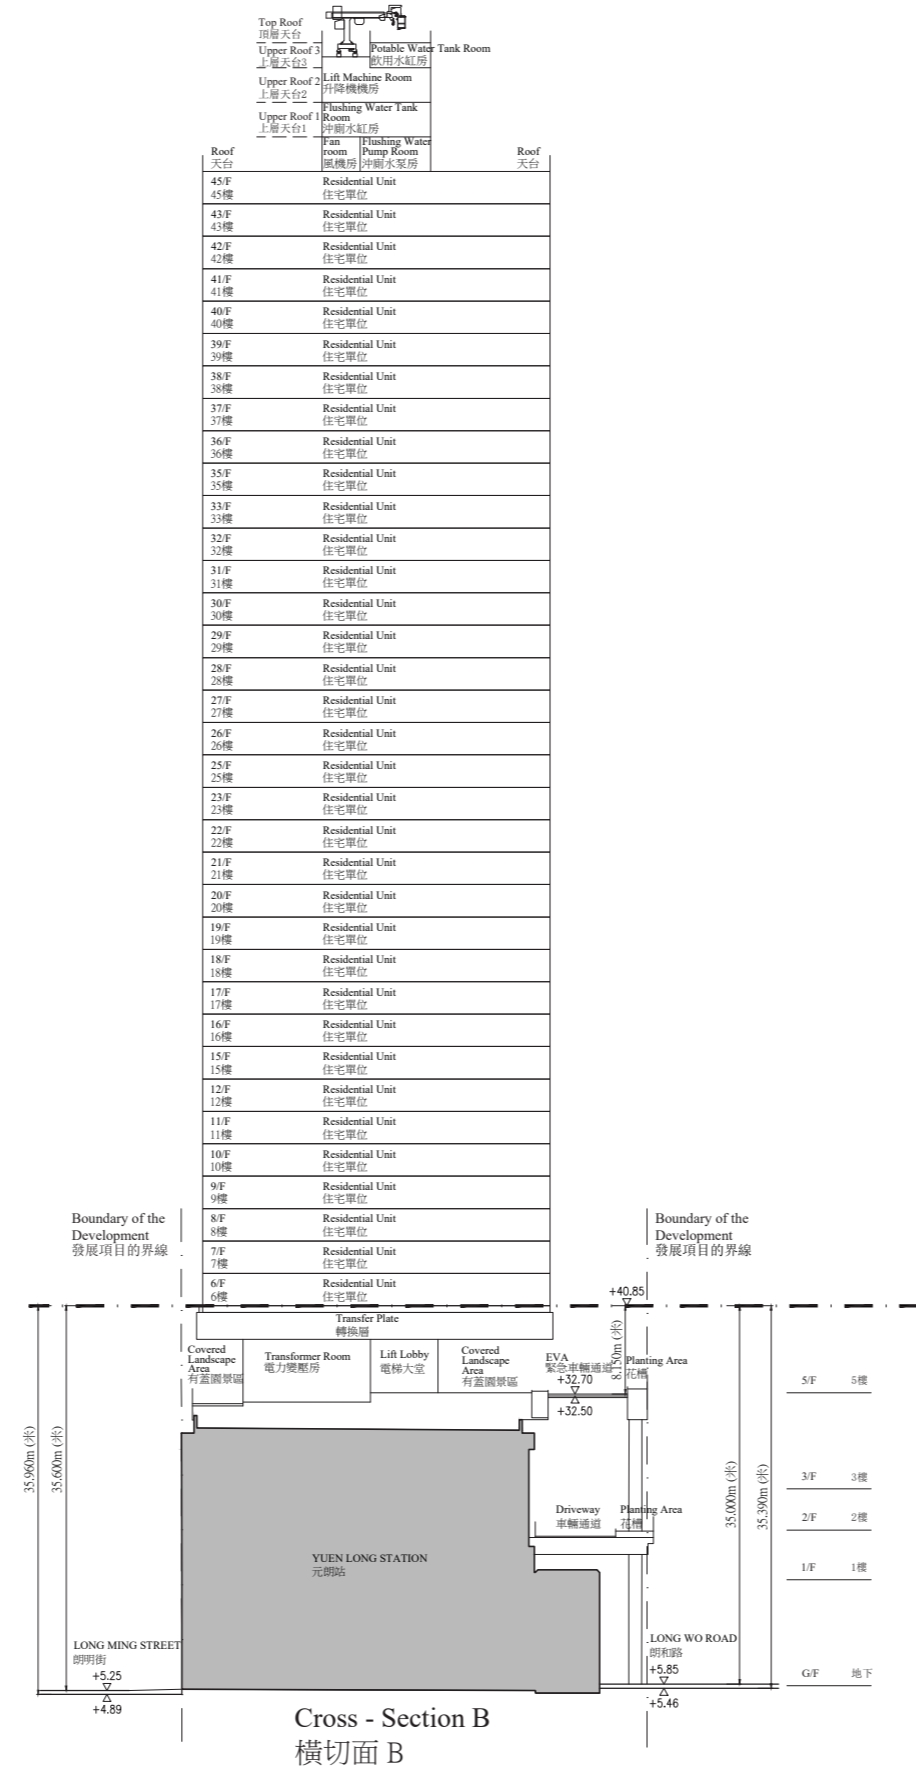 Top Roof
頂層天台
Upper Roof 3
上層天台3
Potable Water Tank Room
飲用水缸房
Upper Roof 2
上層天台2
Lift Machine Room
升降機機房
Upper Roof 1
上層天台1
Flushing Water Tank
Room
沖廁水缸房
Fan
room
風機房
Flushing Water
Pump Room
沖廁水泵房
Roof
天台
Roof
天台
45/F Residential Unit
45樓 住宅單位
43/F Residential Unit
43樓 住宅單位
42/F Residential Unit
42樓 住宅單位
41/F Residential Unit
41樓 住宅單位
40/F Residential Unit
40樓 住宅單位
39/F Residential Unit
39樓 住宅單位
38/F Residential Unit
38樓 住宅單位
37/F Residential Unit
37樓 住宅單位
36/F Residential Unit
36樓 住宅單位
35/F Residential Unit
35樓 住宅單位
33/F Residential Unit
33樓 住宅單位
32/F Residential Unit
32樓 住宅單位
31/F Residential Unit
31樓 住宅單位
30/F Residential Unit
30樓 住宅單位
29/F Residential Unit
29樓 住宅單位
28/F Residential Unit
28樓 住宅單位
27/F Residential Unit
27樓 住宅單位
26/F Residential Unit
26樓 住宅單位
25/F Residential Unit
25樓 住宅單位
23/F Residential Unit
23樓 住宅單位
22/F Residential Unit
22樓 住宅單位
21/F Residential Unit
21樓 住宅單位
20/F Residential Unit
20樓 住宅單位
19/F Residential Unit
19樓 住宅單位
18/F Residential Unit
18樓 住宅單位
17/F Residential Unit
17樓 住宅單位
16/F Residential Unit
16樓 住宅單位
15/F Residential Unit
15樓 住宅單位
12/F Residential Unit
12樓 住宅單位
11/F Residential Unit
11樓 住宅單位
10/F Residential Unit
10樓 住宅單位
9/F Residential Unit
9樓 住宅單位
8/F Residential Unit
8樓 住宅單位
7/F Residential Unit
7樓 住宅單位
6/F Residential Unit
6樓 住宅單位
Boundary of the
Development
發展項目的界線
Boundary of the
Development
發展項目的界線
+40.85
Transfer Plate
轉換層
Covered
Landscape
Area
有蓋園景區
Transformer Room
電力變壓房
Lift Lobby
電梯大堂
Covered
Landscape
Area
有蓋園景區
EVA
緊急車輛通道
+32.70
+32.50
8.150m (米)
Planting Area
花槽
5/F 5樓
35.960m (米)
35.600m (米)
35.000m (米)
35.390m (米)
3/F 3樓
Driveway
車輛通道
Planting Area
花槽
2/F 2樓
YUEN LONG STATION
元朗站
1/F 1樓
LONG MING STREET
朗明街
+5.25
+4.89
LONG WO ROAD
朗和路
+5.85
+5.46
G/F 地下
Cross - Section B
橫切面 B